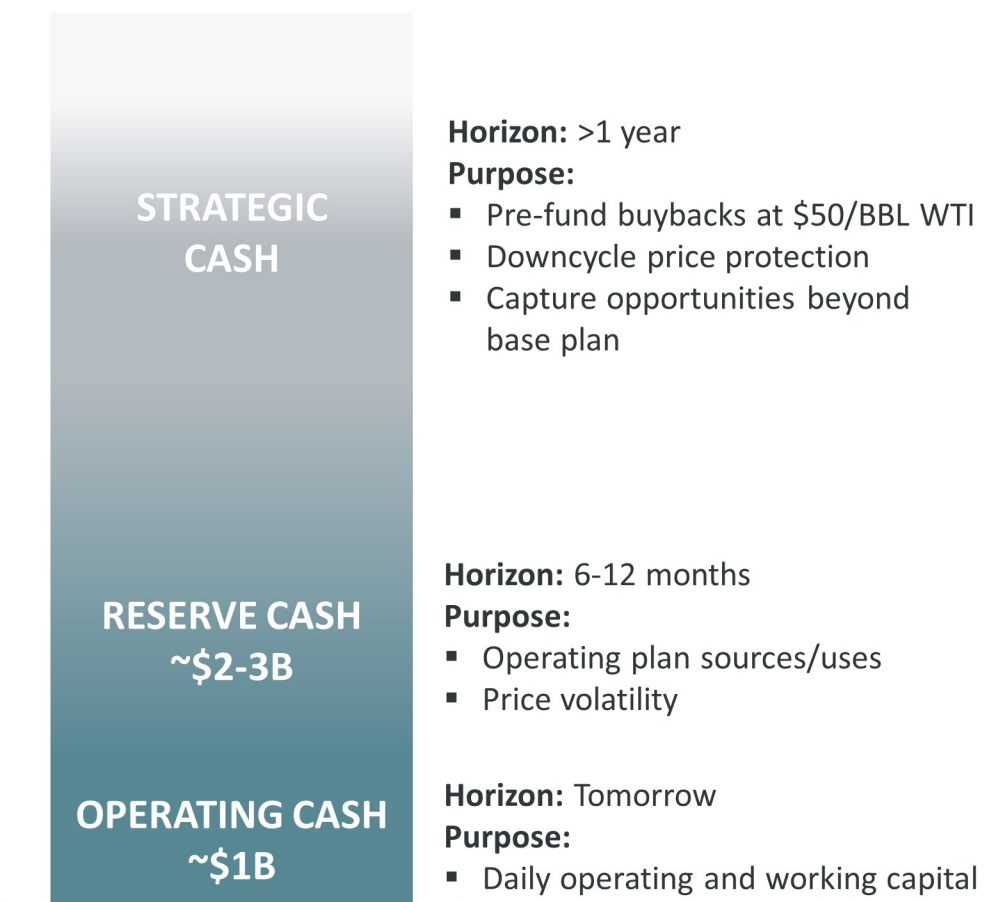 STRATEGIC
CASH
Horizon: >1 year
Purpose:
▪ Pre-fund buybacks at $50/BBL WTI
▪ Downcycle price protection
▪ Capture opportunities beyond
base plan
RESERVE CASH
~$2-3B
Horizon: 6-12 months
Purpose:
▪ Operating plan sources/uses
▪ Price volatility
OPERATING CASH
~$1B
Horizon: Tomorrow
Purpose:
▪ Daily operating and working capital